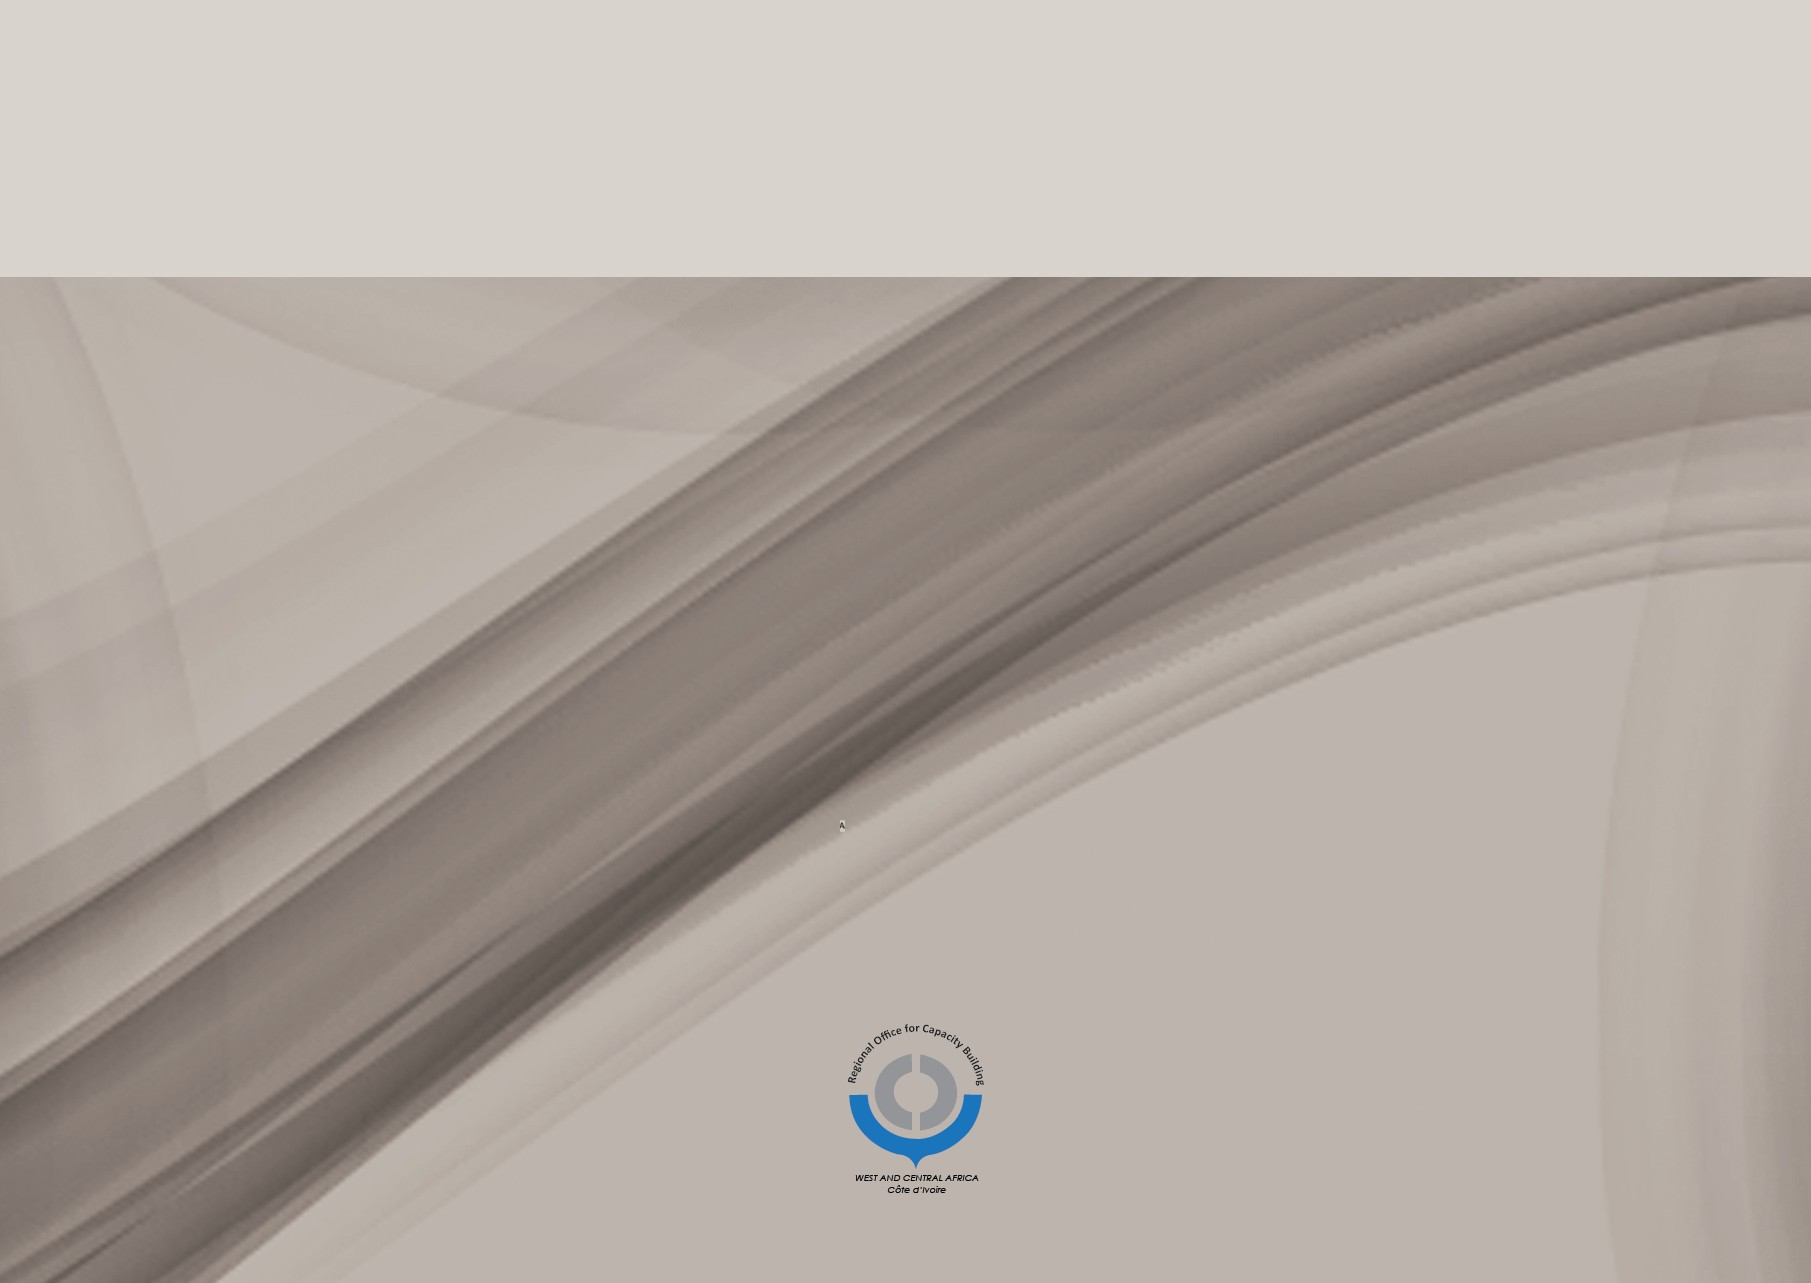 A
Regional Office for Capacity Building
WEST AND CENTRAL AFRICA
Côte d'Ivoire